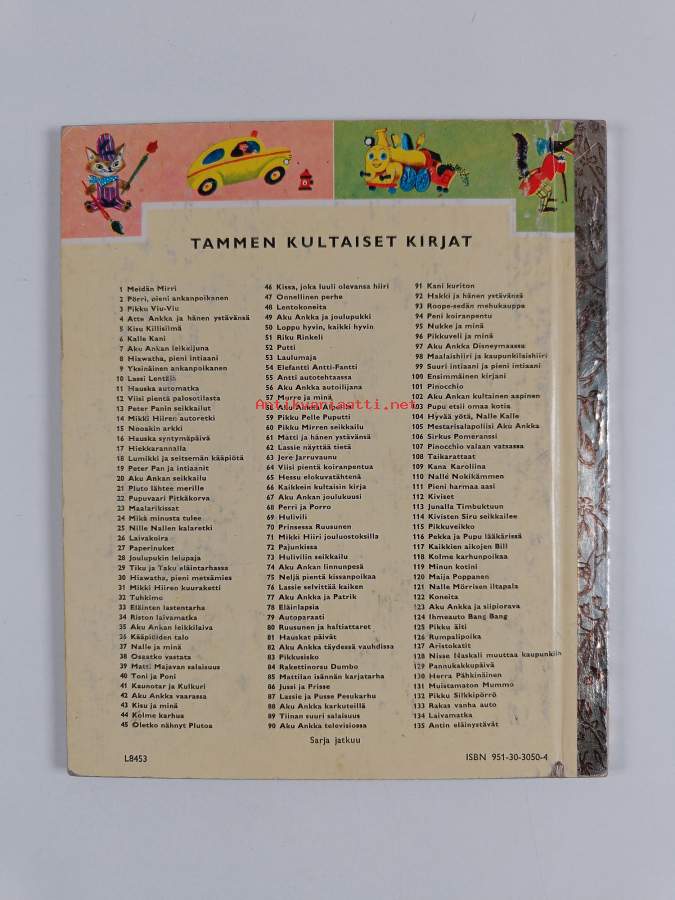 TAMMEN KULTAISET KIRJAT
1 Meidän Mirri
2 Pörri, pieni ankanpoikanen
3 Pikku Viu-Viu
4 Atte Ankka ja hänen ystävänsä
5 Kisu Killisilmä
6 Kalle Kani
7 Aku Ankan leikkijuna
8 Hiawatha, pieni intiaani
9 Yksinäinen ankanpoikanen
10 Lassi Lentäjä
11 Hauska automatka
12 Viisi pientä palosotilasta
13 Peter Panin seikkailut
14 Mikki Hiiren autoretki
15 Nooakin arkki
16 Hauska syntymäpäivä
17 Hiekkarannalla
18 Lumikki ja seitsemän kääpiötä
19 Peter Pan ja intiaanit
20 Aku Ankan seikkailu
21 Pluto lähtee merille
22 Pupuvaari Pitkäkorva
23 Maalarikissat
24 Mikä minusta tulee
25 Nille Nallen kalaretki
26 Laivakoira
27 Paperinuket
28 Joulupukin lelupaja
29 Tiku ja Taku eläintarhassa
30 Hiawatha, pieni metsämies
31 Mikki Hiiren kuuraketti
32 Tuhkimo
33 Eläinten lastentarha
34 Riston laivamatka
35 Aku Ankan leikkilaiva
36 Kääpiöiden talo
37 Nalle ja minä
38 Osaatko vastata
39 Matti Majavan salaisuus
40 Toni ja Poni
41 Kaunotar ja Kulkuri
42 Aku Ankka vaarassa
43 Kisu ja minä
44 Kolme karhua
45 Oletko nähnyt Plutoa
46 Kissa, joka luuli olevansa hiiri
47 Onnellinen perhe
48 Lentokoneita
49 Aku Ankka ja joulupukki
50 Loppu hyvin, kaikki hyvin
51 Riku Rinkeli
52 Putti
53 Laulumaja
54 Elefantti Antti-Fantti
55 Antti autotehtaassa
56 Aku Ankka autoilijana
57 Murre ja minä
58 Aku Ankka Alpeilla
59 Pikku Pelle Puputti
60 Pikku Mirren seikkailu
61 Matti ja hänen ystävänsä
62 Lassie näyttää tietä
63 Jere Jarruvaunu
64 Viisi pientä koiranpentua
65 Hessu elokuvatähtenä
66 Kaikkein kultaisin kirja
67 Aku Ankan joulukuusi
68 Perri ja Porro
69 Hulivili
70 Prinsessa Ruusunen
71 Mikki Hiiri jouluostoksilla
72 Pajunkissa
73 Hulivilin seikkailu
74 Aku Ankan linnunpesä
75 Neljä pientä kissanpoikaa
76 Lassie selvittää kaiken
77 Aku Ankka ja Patrik
78 Eläinlapsia
79 Autoparaati
80 Ruusunen ja haltiattaret
81 Hauskat päivät
82 Aku Ankka täydessä vauhdissa
83 Pikkusisko
84 Rakettinorsu Dumbo
85 Mattilan isännän karjatarha
86 Jussi ja Prisse
87 Lassie ja Pusse Pesukarhu
88 Aku Ankka karkuteillä
89 Tiinan suuri salaisuus
90 Aku Ankka televisiossa
91 Kani kuriton
92 Hakki ja hänen ystävänsä
93 Roope-sedän mehukauppa
94 Peni koiranpentu
95 Nukke ja minä
96 Pikkuveli ja minä
97 Aku Ankka Disneymaassa
98 Maalaishiiri ja kaupunkilaishiiri
99 Suuri intiaani ja pieni intiaani
100 Ensimmäinen kirjani
101 Pinocchio
102 Aku Ankan kultainen aapinen
103 Pupu etsii omaa kotia
104 Hyvää yötä, Nalle Kalle
105 Mestarisalapoliisi Aku Ankka
106 Sirkus Pomeranssi
107 Pinocchio valaan vatsassa
108 Taikarattaat
109 Kana Karoliina
110 Nalle Nokikämmen
111 Pieni harmaa aasi
112 Kiviset
113 Junalla Timbuktuun
114 Kivisten Siru seikkailee
115 Pikkuveikko
116 Pekka ja Pupu lääkärissä
117 Kaikkien aikojen Bill
118 Kolme karhunpoikaa
119 Minun kotini
120 Maija Poppanen
121 Nalle Mörrisen iltapala
122 Koneita
123 Aku Ankka ja siipiorava
124 Ihmeauto Bang Bang
125 Pikku äiti
126 Rumpalipoika
127 Aristokatit
128 Nisse Naskali muuttaa kaupunkiin
129 Pannukakkupäivä
130 Herra Pähkinäinen
131 Muistamaton Mummo
132 Pikku Silkkipörrö
133 Rakas vanha auto
134 Laivamatka
135 Antin eläinystävät
Sarja jatkuu
L8453
ISBN 951-30-3050-4
Antikvariaatti.net